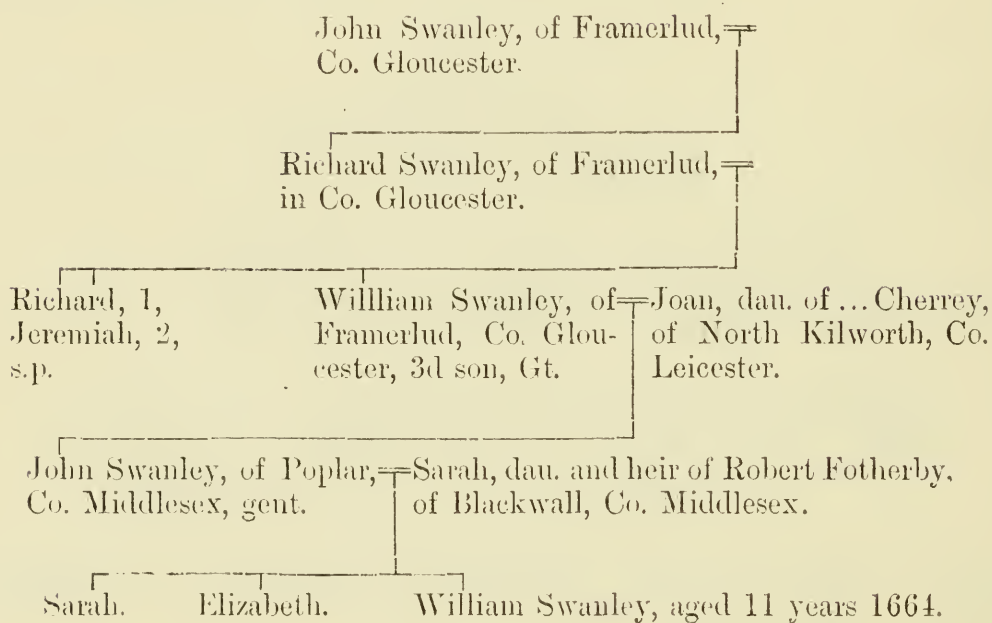 John Swanley, of Framerlud,
Co. Gloucester.
Richard Swanley, of Framerlud,
in Co. Gloucester.
Richard, 1,
Jeremiah, 2,
s.p.
Willliam Swanley, of
Framerlud, Co. Glou-
cester, 3d son, Gt.
Joan, dau. of ... Cherrey,
of North Kilworth, Co.
Leicester.
John Swanley, of Poplar,
Co. Middlesex, gent.
Sarah, dau. and heir of Robert Fotherby,
of Blackwall, Co. Middlesex.
Sarah. Elizabeth. William Swanley, aged 11 years 1664.